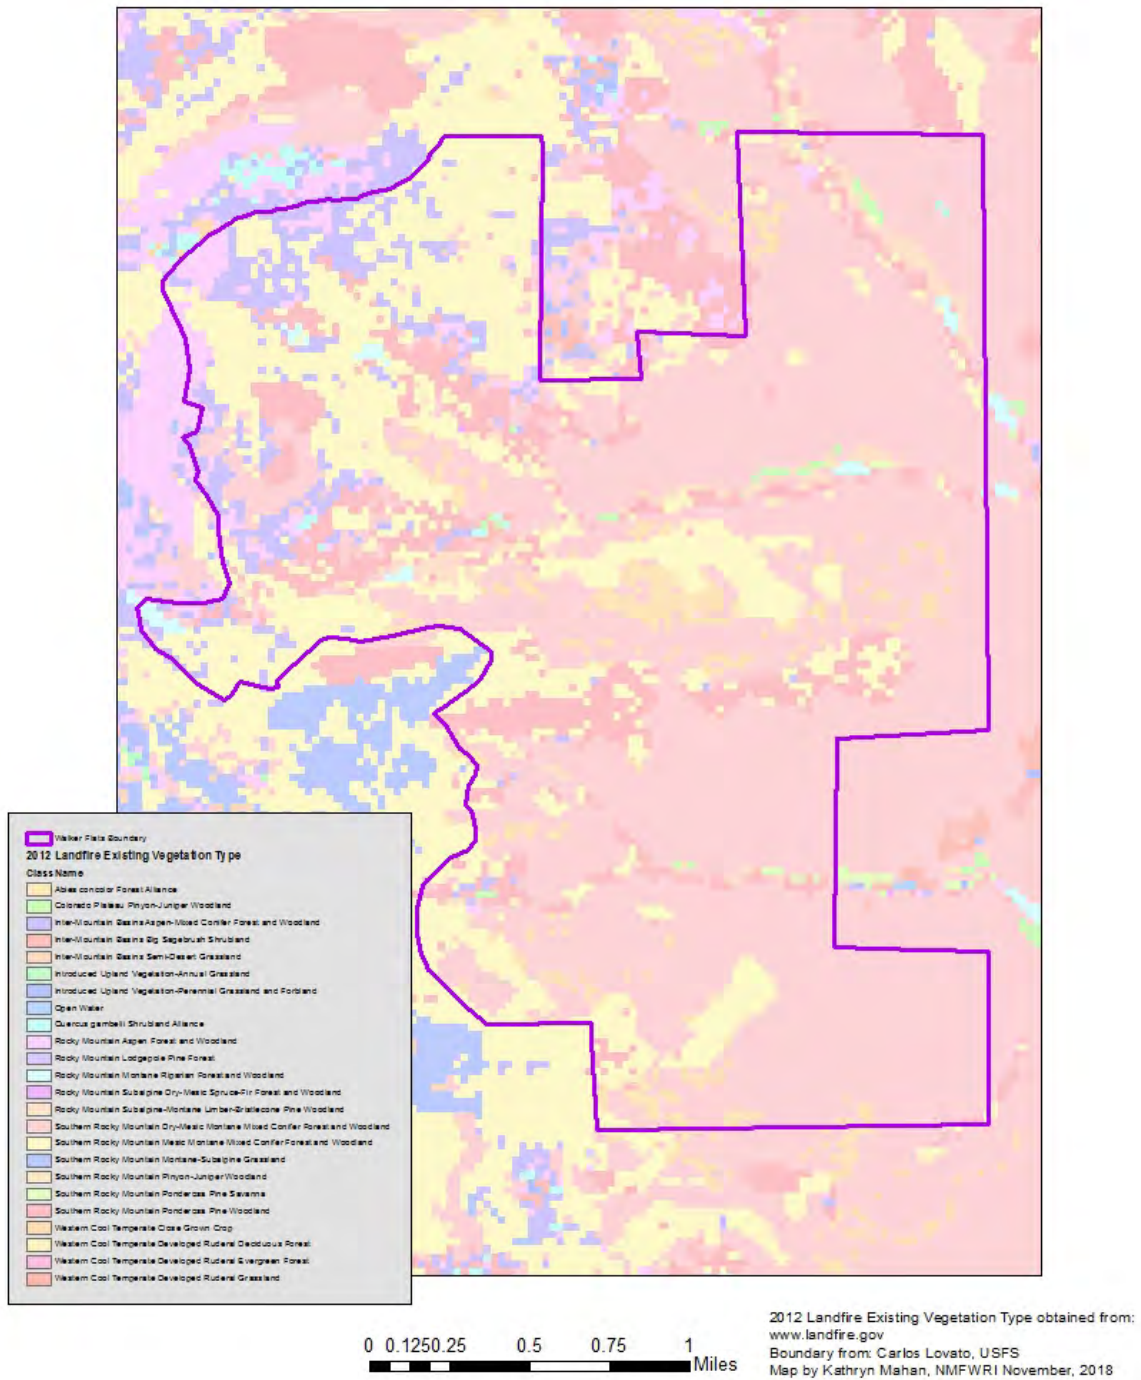 Walker Flats Boundary
2012 Landfire Existing Vegetation Type
Class Name
Abies concolor Forest Alliance
Colorado Plateau Pinyon-Juniper Woodland
Inter-Mountain Basins Aspen-Mixed Conifer Forest and Woodland
Inter-Mountain Basins Big Sagebrush Shrubland
Inter-Mountain Basins Semi-Desert Grassland
Introduced Upland Vegetation-Annual Grassland
Introduced Upland Vegetation-Perennial Grassland and Forbland
Open Water
Quercus gambelii Shrubland Alliance
Rocky Mountain Aspen Forest and Woodland
Rocky Mountain Lodgepole Pine Forest
Rocky Mountain Montane Riparian Forest and Woodland
Rocky Mountain Subalpine Dry-Mesic Spruce-Fir Forest and Woodland
Rocky Mountain Subalpine-Montane Limber-Bristlecone Pine Woodland
Southern Rocky Mountain Dry-Mesic Montane Mixed Conifer Forest and Woodland
Southern Rocky Mountain Mesic Montane Mixed Conifer Forest and Woodland
Southern Rocky Mountain Montane-Subalpine Grassland
Southern Rocky Mountain Pinyon-Juniper Woodland
Southern Rocky Mountain Ponderosa Pine Savanna
Southern Rocky Mountain Ponderosa Pine Woodland
Western Cool Temperate Close Grown Crop
Western Cool Temperate Developed Ruderal Deciduous Forest
Western Cool Temperate Developed Ruderal Evergreen Forest
Western Cool Temperate Developed Ruderal Grassland
0 0.1250.25 0.5 0.75 1
Miles
2012 Landfire Existing Vegetation Type obtained from:
www.landfire.gov
Boundary from: Carlos Lovato, USFS
Map by Kathryn Mahan, NMFWRI November, 2018